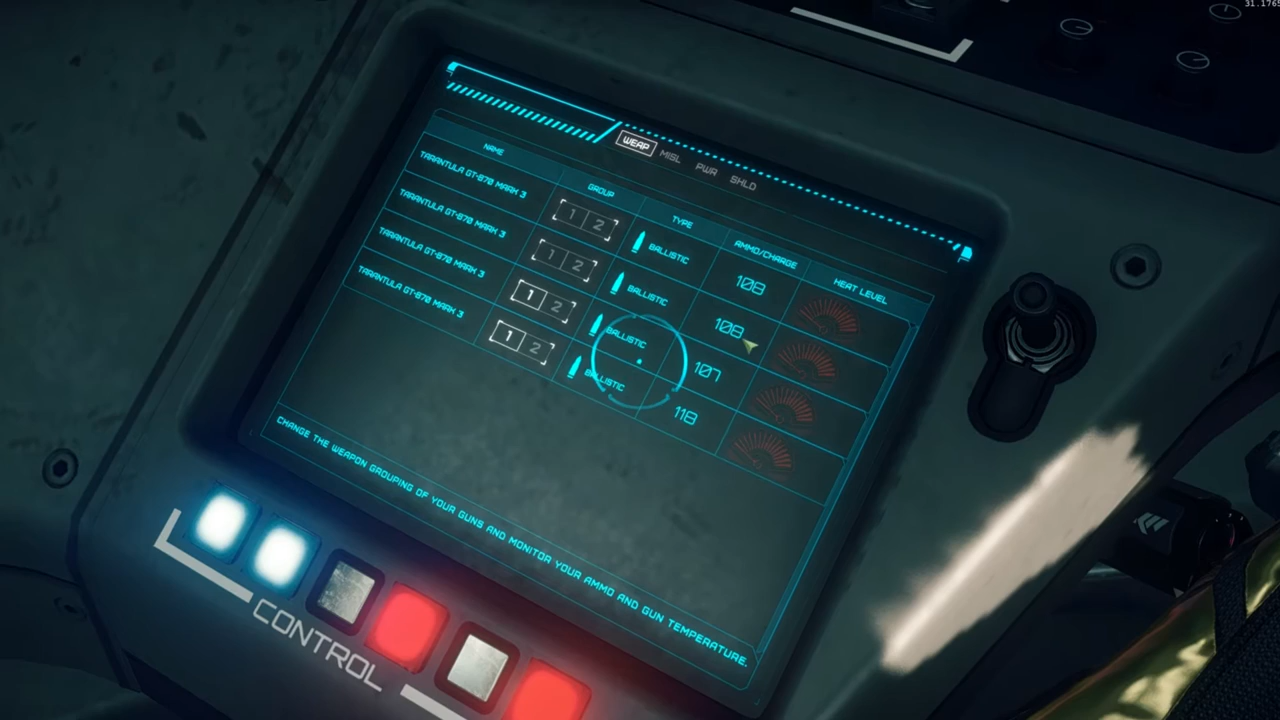 31.1765
WEAP MISL PWR SHLD
NAME GROUP TYPE AMMO/CHARGE HEAT LEVEL
TARANTULA GT-870 MARK 3 1 2 BALLISTIC 108
TARANTULA GT-870 MARK 3 1 2 BALLISTIC 108
TARANTULA GT-870 MARK 3 1 2 BALLISTIC 107
TARANTULA GT-870 MARK 3 1 2 BALLISTIC 118
CHANGE THE WEAPON GROUPING OF YOUR GUNS AND MONITOR YOUR AMMO AND GUN TEMPERATURE.
CONTROL